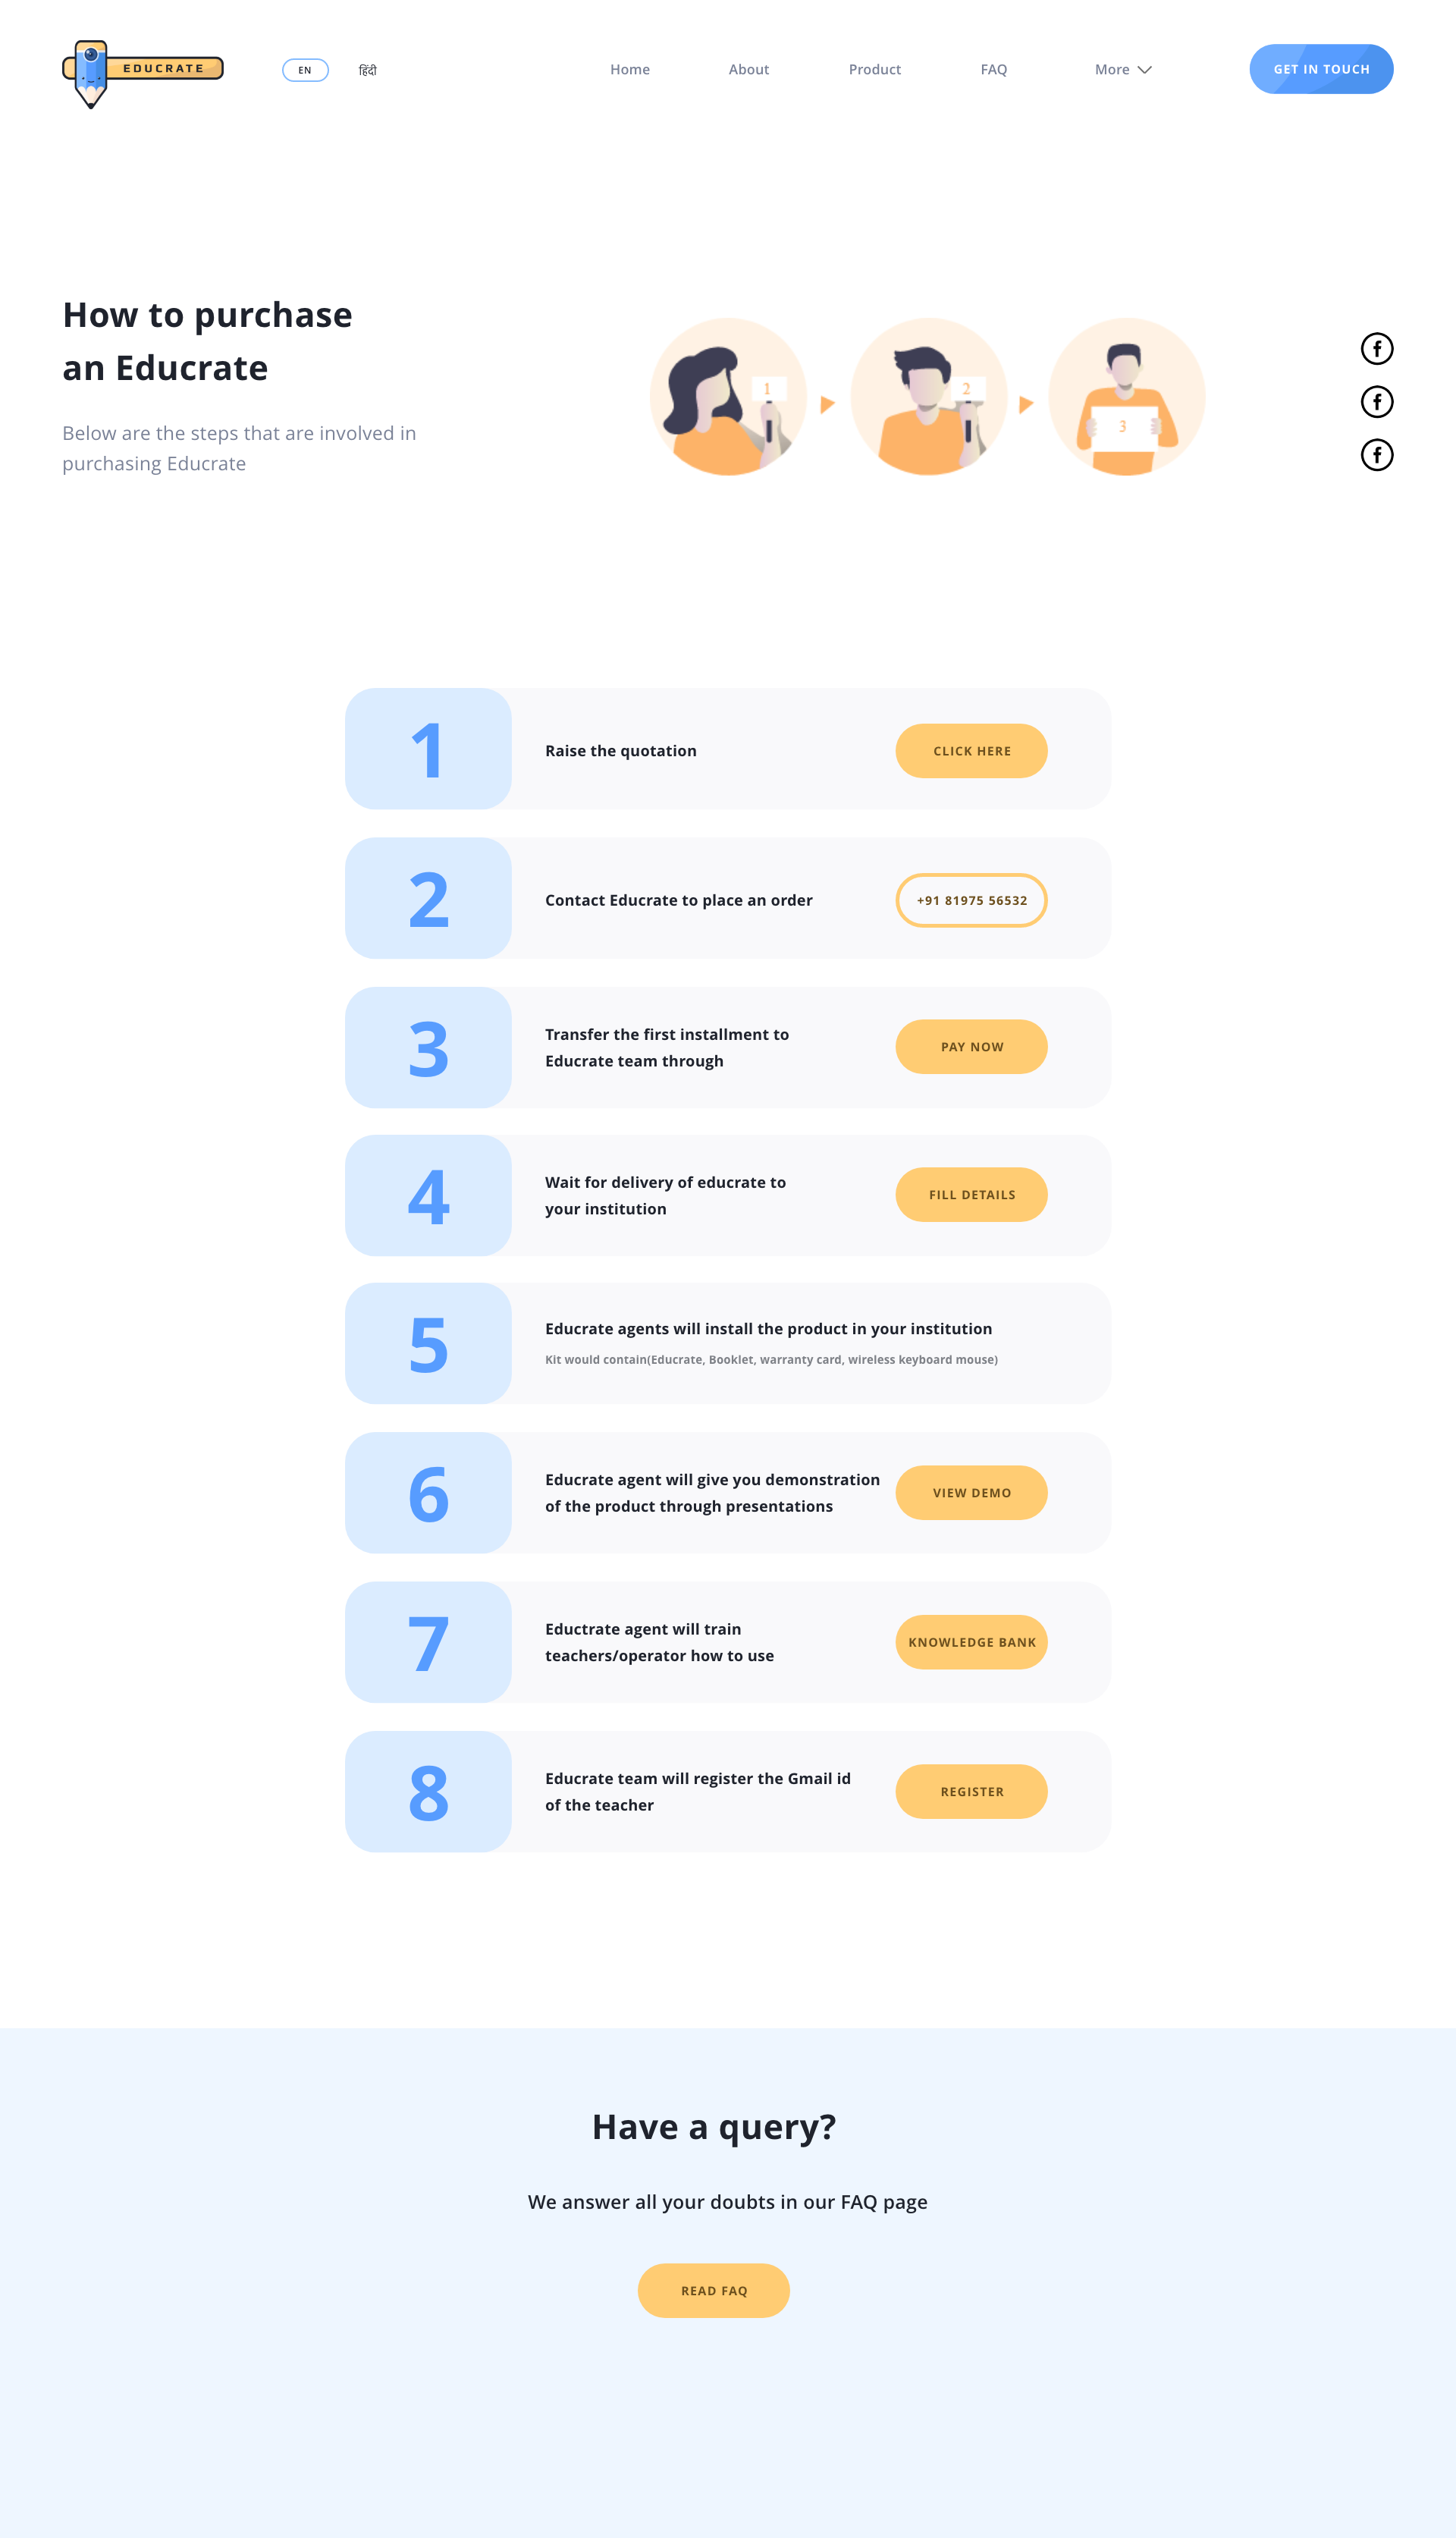 EDUCRATE
EN
हिंदी
Home
About
Product
FAQ
More
GET IN TOUCH
How to purchase
an Educrate
Below are the steps that are involved in
purchasing Educrate
1
2
3
1
Raise the quotation
CLICK HERE
2
Contact Educrate to place an order
+91 81975 56532
3
Transfer the first installment to
Educrate team through
PAY NOW
4
Wait for delivery of educrate to
your institution
FILL DETAILS
5
Educrate agents will install the product in your institution
Kit would contain(Educrate, Booklet, warranty card, wireless keyboard mouse)
6
Educrate agent will give you demonstration
of the product through presentations
VIEW DEMO
7
Eductrate agent will train
teachers/operator how to use
KNOWLEDGE BANK
8
Educrate team will register the Gmail id
of the teacher
REGISTER
Have a query?
We answer all your doubts in our FAQ page
READ FAQ